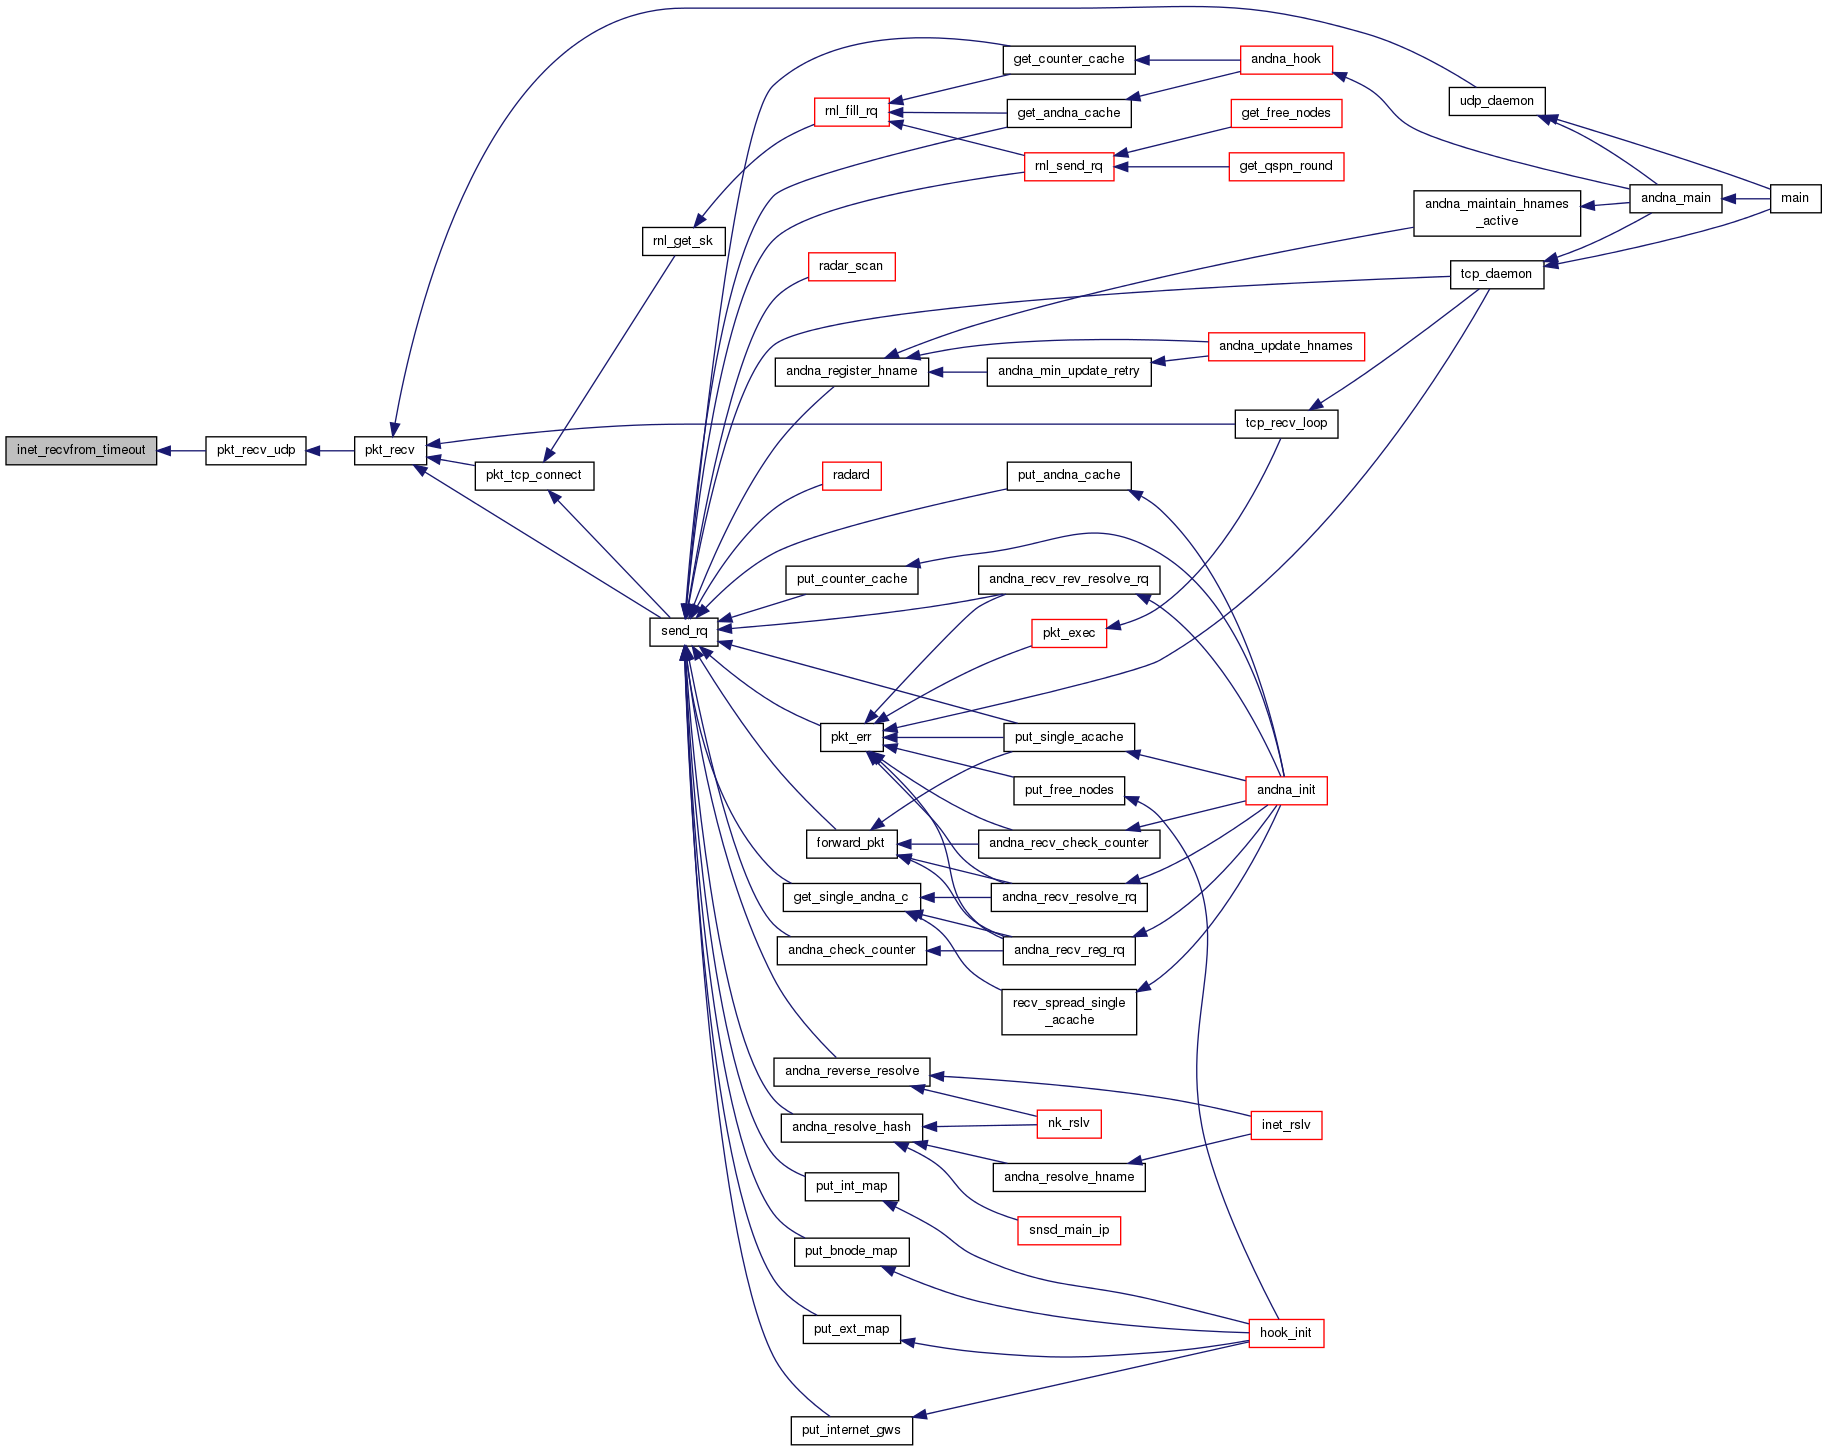 get_counter_cache
andna_hook
udp_daemon
rnl_fill_rq
get_andna_cache
get_free_nodes
rnl_send_rq
get_qspn_round
andna_maintain_hnames
_active
andna_main
main
rnl_get_sk
radar_scan
tcp_daemon
andna_register_hname
andna_min_update_retry
andna_update_hnames
tcp_recv_loop
inet_recvfrom_timeout
pkt_recv_udp
pkt_recv
pkt_tcp_connect
radard
put_andna_cache
put_counter_cache
andna_recv_rev_resolve_rq
send_rq
pkt_exec
pkt_err
put_single_acache
put_free_nodes
andna_init
forward_pkt
andna_recv_check_counter
get_single_andna_c
andna_recv_resolve_rq
andna_check_counter
andna_recv_reg_rq
recv_spread_single
_acache
andna_reverse_resolve
nk_rslv
inet_rslv
andna_resolve_hash
andna_resolve_hname
put_int_map
snsd_main_ip
put_bnode_map
put_ext_map
hook_init
put_internet_gws